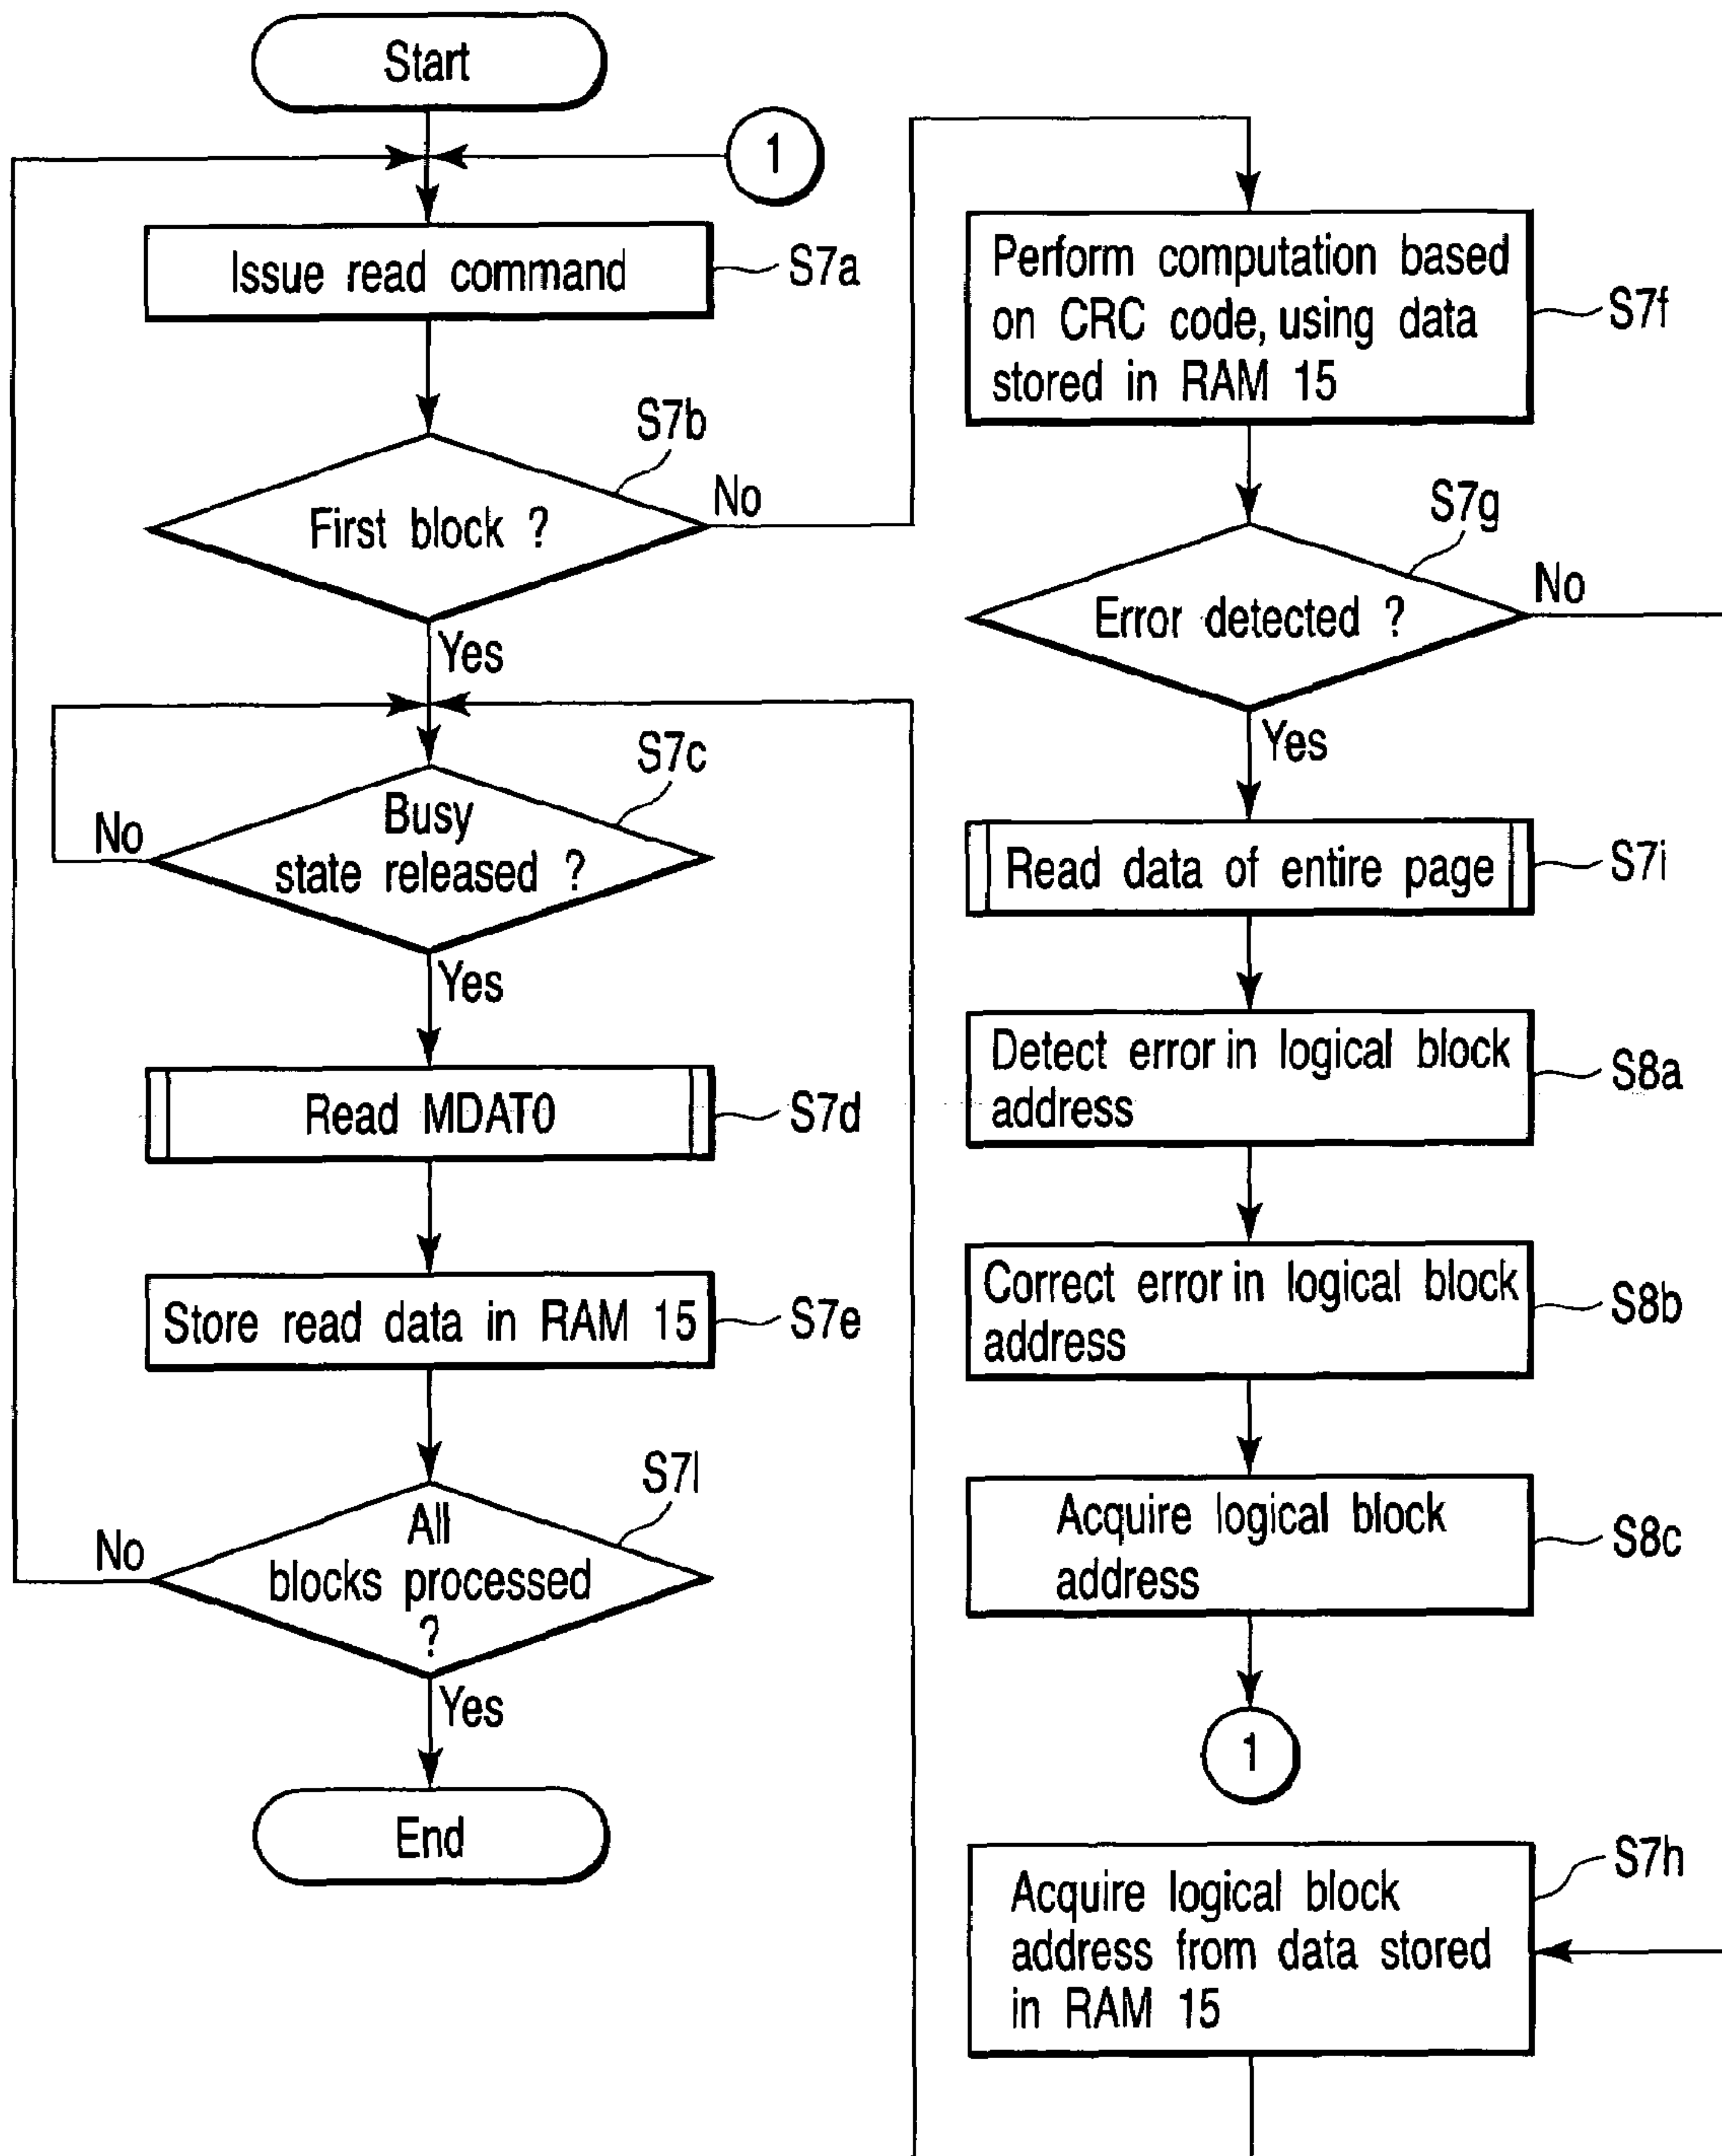 Start
1
Issue read command
S7a
S7b
First block ?
No
Yes
S7c
Busy
state released ?
No
Yes
Read MDAT0
S7d
Store read data in RAM 15
S7e
S7l
All
blocks processed
?
No
Yes
End
Perform computation based
on CRC code, using data
stored in RAM 15
S7f
S7g
Error detected ?
No
Yes
Read data of entire page
S7i
Detect error in logical block
address
S8a
Correct error in logical block
address
S8b
Acquire logical block
address
S8c
1
S7h
Acquire logical block
address from data stored
in RAM 15